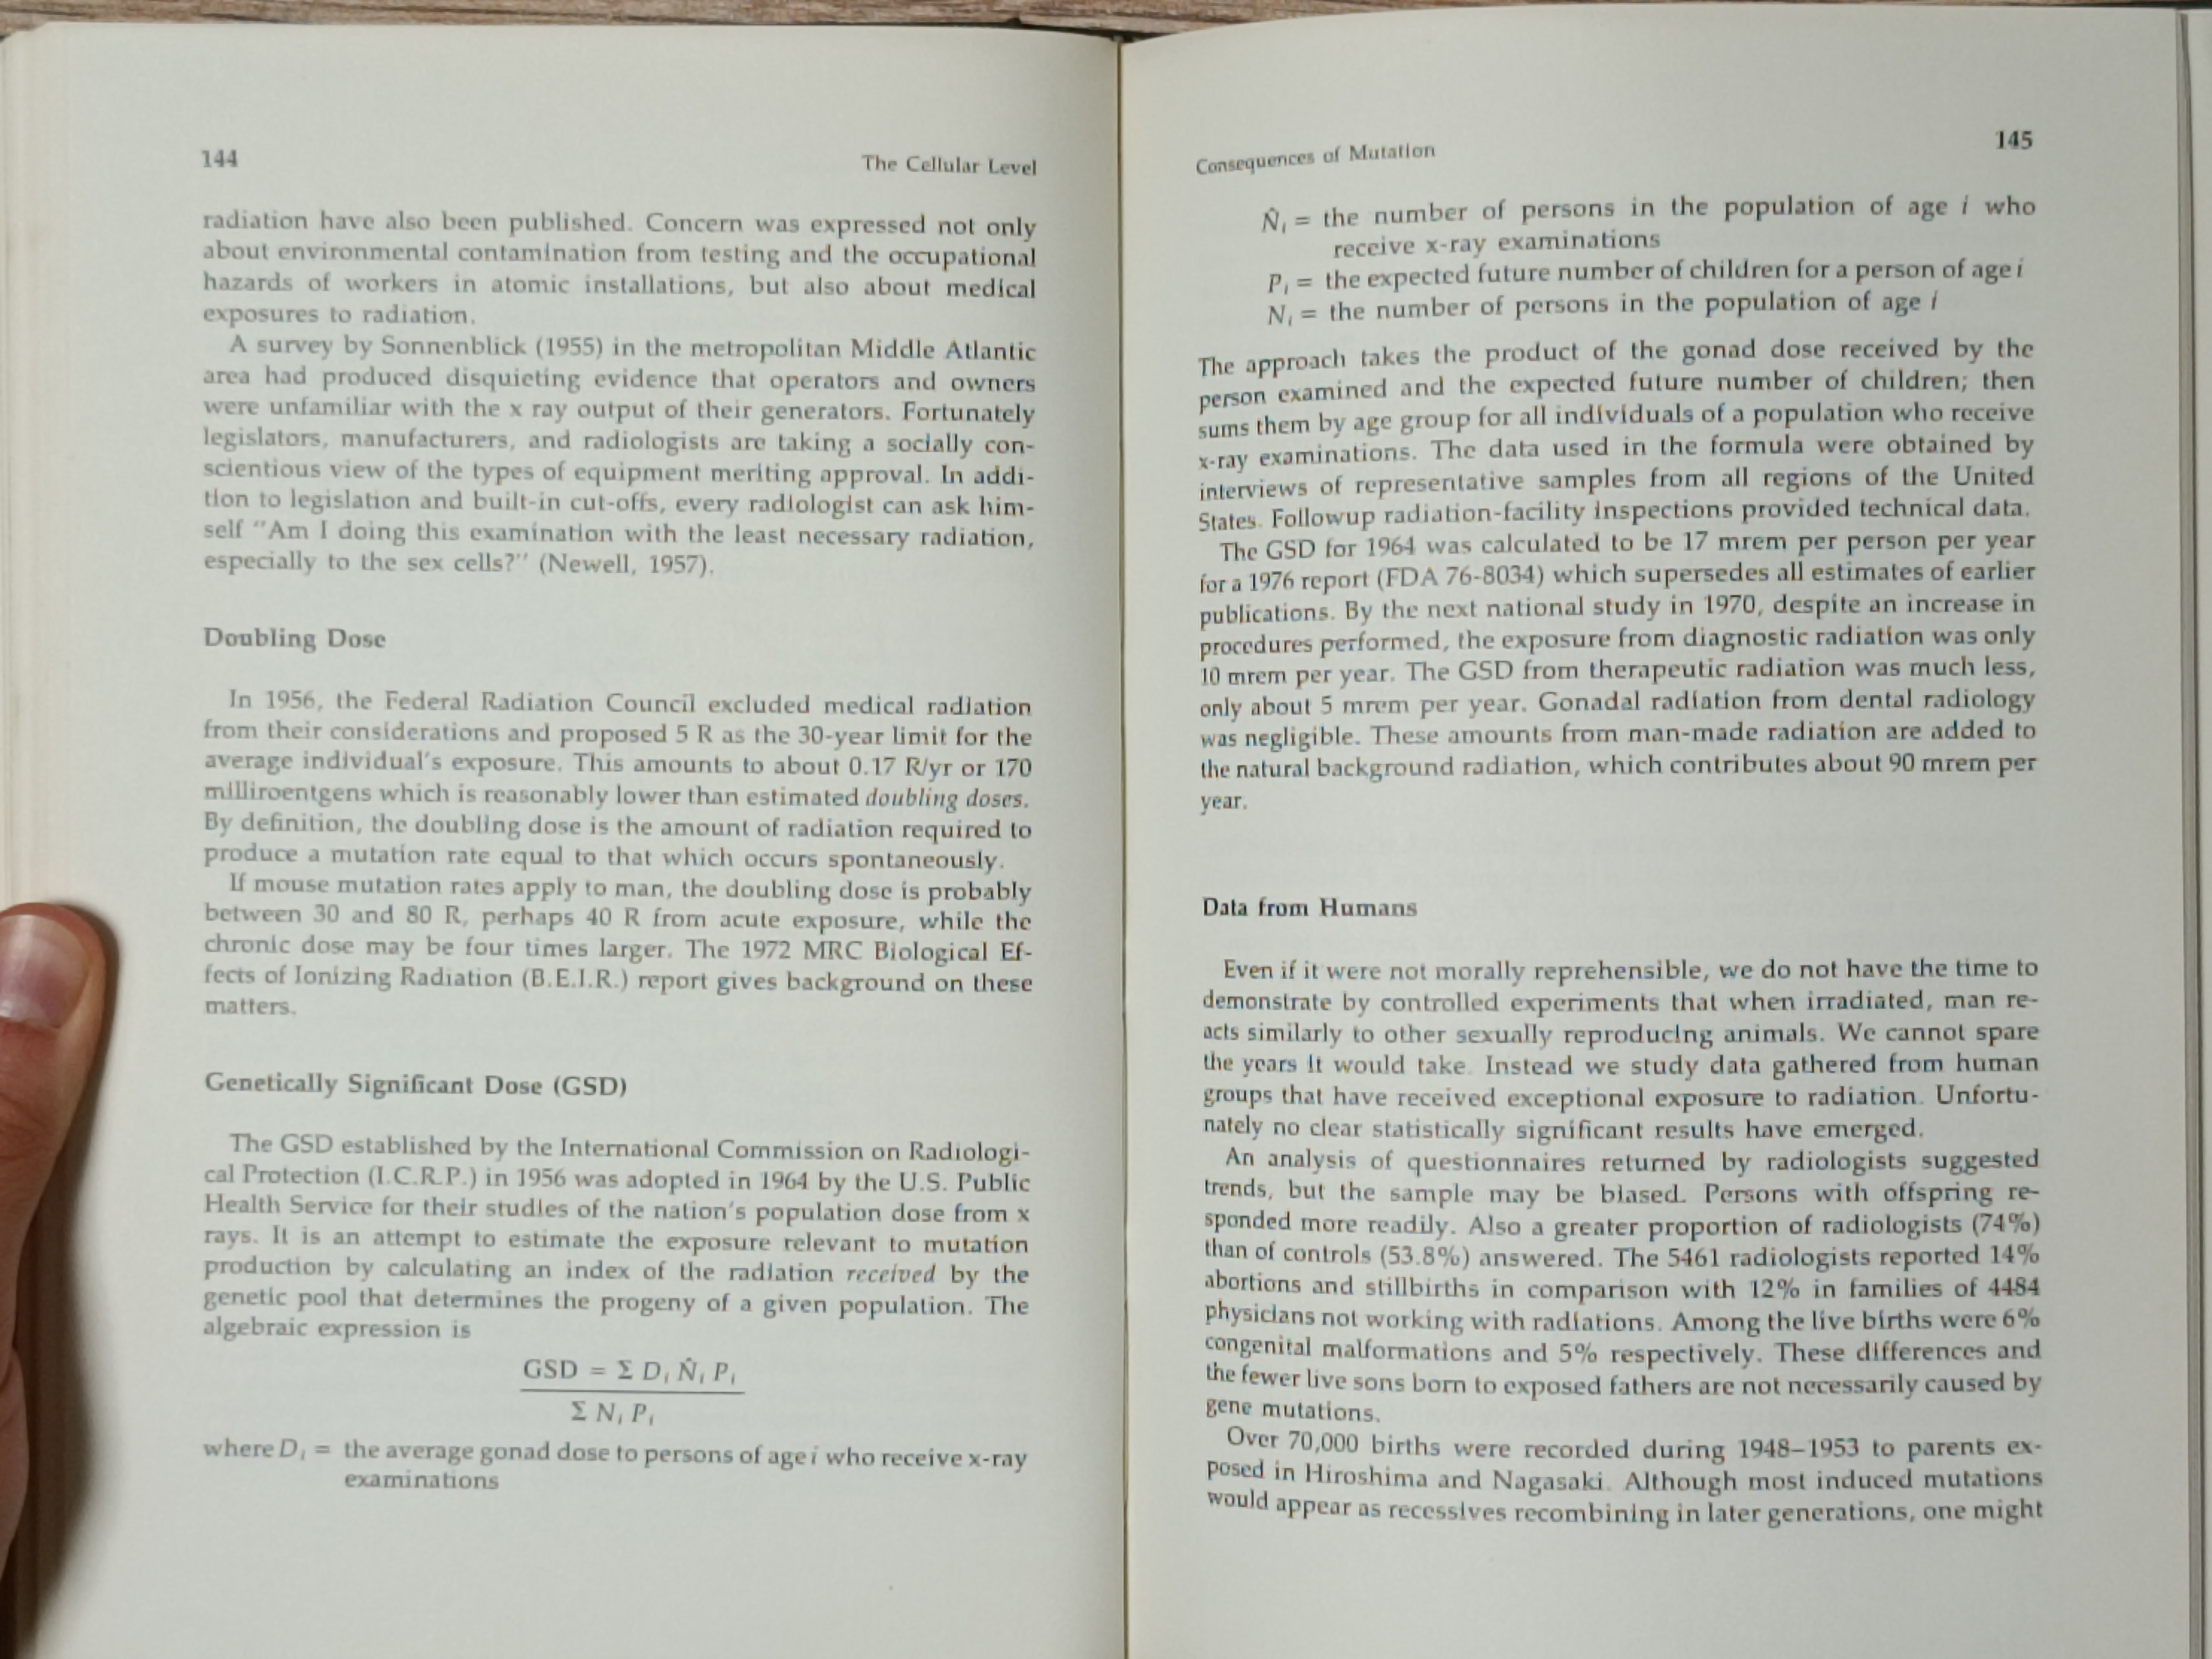 144
The Cellular Level
radiation have also been published. Concern was expressed not only
about environmental contamination from testing and the occupational
hazards of workers in atomic installations, but also about medical
exposures to radiation.
A survey by Sonnenblick (1955) in the metropolitan Middle Atlantic
area had produced disquieting evidence that operators and owners
were unfamiliar with the x ray output of their generators. Fortunately
legislators, manufacturers, and radiologists are taking a socially con-
scientious view of the types of equipment meriting approval. In addi-
tion to legislation and built-in cut-offs, every radiologist can ask him-
self "Am I doing this examination with the least necessary radiation,
especially to the sex cells?" (Newell, 1957).
Doubling Dose
In 1956, the Federal Radiation Council excluded medical radiation
from their considerations and proposed 5 R as the 30-year limit for the
average individual's exposure. This amounts to about 0.17 R/yr or 170
milliroentgens which is reasonably lower than estimated doubling doses.
By definition, the doubling dose is the amount of radiation required to
produce a mutation rate equal to that which occurs spontaneously.
If mouse mutation rates apply to man, the doubling dose is probably
between 30 and 80 R, perhaps 40 R from acute exposure, while the
chronic dose may be four times larger. The 1972 MRC Biological Ef-
fects of Ionizing Radiation (B.E.I.R.) report gives background on these
matters.
Genetically Significant Dose (GSD)
The GSD established by the International Commission on Radiologi-
cal Protection (I.C.R.P.) in 1956 was adopted in 1964 by the U.S. Public
Health Service for their studies of the nation's population dose from x
rays. It is an attempt to estimate the exposure relevant to mutation
production by calculating an index of the radiation received by the
genetic pool that determines the progeny of a given population. The
algebraic expression is
GSD = Σ Dᵢ N̂ᵢ Pᵢ
Σ Nᵢ Pᵢ
where Dᵢ = the average gonad dose to persons of age i who receive x-ray
examinations
Consequences of Mutation
145
N̂ᵢ = the number of persons in the population of age i who
receive x-ray examinations
Pᵢ = the expected future number of children for a person of age i
Nᵢ = the number of persons in the population of age i
The approach takes the product of the gonad dose received by the
person examined and the expected future number of children; then
sums them by age group for all individuals of a population who receive
x-ray examinations. The data used in the formula were obtained by
interviews of representative samples from all regions of the United
States. Followup radiation-facility inspections provided technical data.
The GSD for 1964 was calculated to be 17 mrem per person per year
for a 1976 report (FDA 76-8034) which supersedes all estimates of earlier
publications. By the next national study in 1970, despite an increase in
procedures performed, the exposure from diagnostic radiation was only
10 mrem per year. The GSD from therapeutic radiation was much less,
only about 5 mrem per year. Gonadal radiation from dental radiology
was negligible. These amounts from man-made radiation are added to
the natural background radiation, which contributes about 90 mrem per
year.
Data from Humans
Even if it were not morally reprehensible, we do not have the time to
demonstrate by controlled experiments that when irradiated, man re-
acts similarly to other sexually reproducing animals. We cannot spare
the years it would take. Instead we study data gathered from human
groups that have received exceptional exposure to radiation. Unfortu-
nately no clear statistically significant results have emerged.
An analysis of questionnaires returned by radiologists suggested
trends, but the sample may be biased. Persons with offspring re-
sponded more readily. Also a greater proportion of radiologists (74%)
than of controls (53.8%) answered. The 5461 radiologists reported 14%
abortions and stillbirths in comparison with 12% in families of 4484
physicians not working with radiations. Among the live births were 6%
congenital malformations and 5% respectively. These differences and
the fewer live sons born to exposed fathers are not necessarily caused by
gene mutations.
Over 70,000 births were recorded during 1948–1953 to parents ex-
posed in Hiroshima and Nagasaki. Although most induced mutations
would appear as recessives recombining in later generations, one might